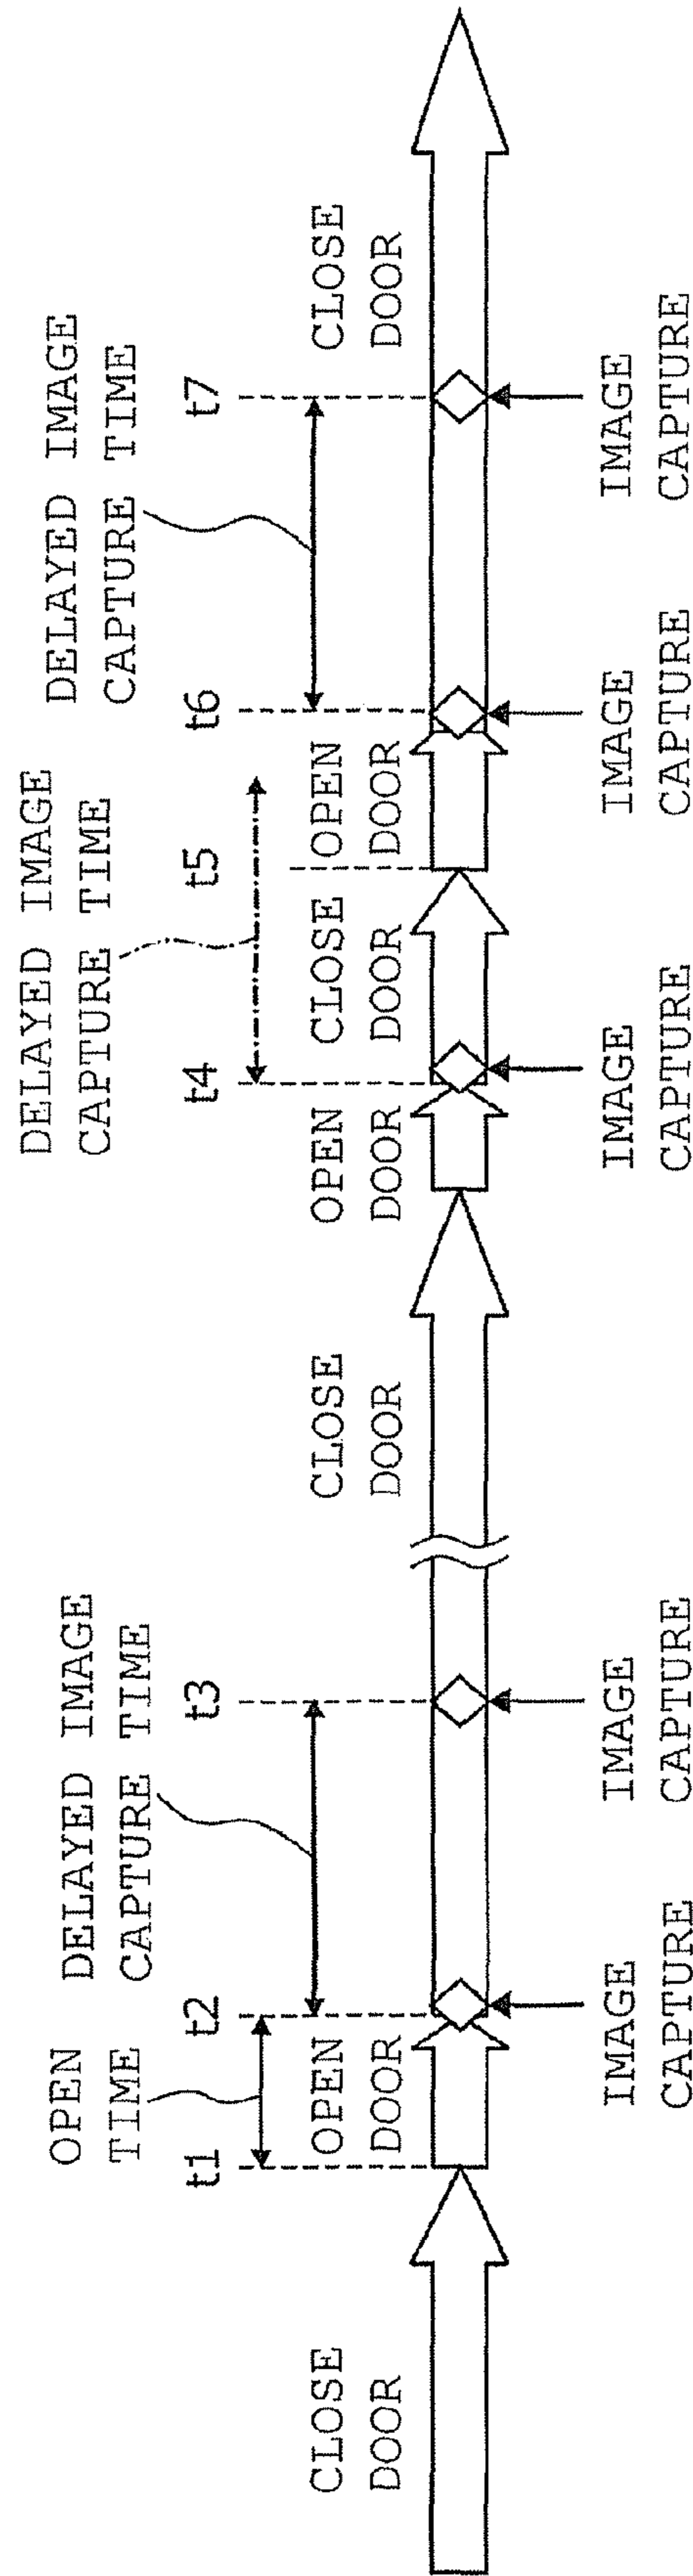 OPEN
TIME
DELAYED IMAGE
CAPTURE TIME
DELAYED IMAGE
CAPTURE TIME
DELAYED IMAGE
CAPTURE TIME
t1
t2
t3
t4
t5
t6
t7
CLOSE
DOOR
OPEN
DOOR
CLOSE
DOOR
OPEN
DOOR
CLOSE
DOOR
OPEN
DOOR
CLOSE
DOOR
IMAGE
CAPTURE
IMAGE
CAPTURE
IMAGE
CAPTURE
IMAGE
CAPTURE
IMAGE
CAPTURE